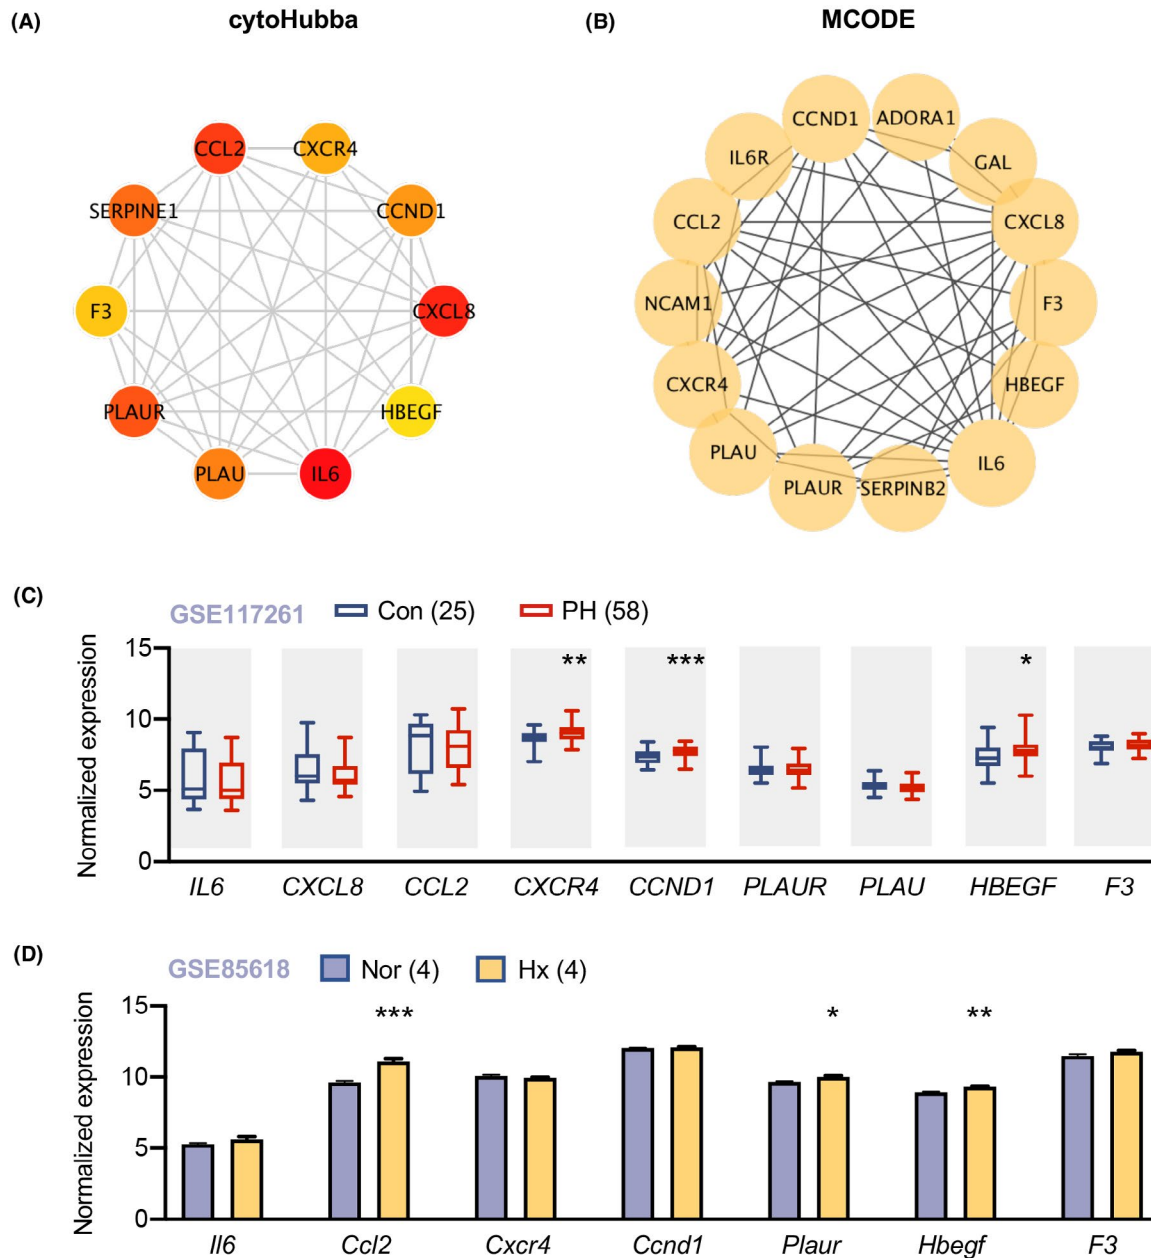 (A) cytoHubba
CCL2 CXCR4
SERPINE1 CCND1
F3 CXCL8
PLAUR HBEGF
PLAU IL6
(B) MCODE
CCND1 ADORA1
IL6R GAL
CCL2 CXCL8
NCAM1 F3
CXCR4 HBEGF
PLAU IL6
PLAUR SERPINB2
(C)
GSE117261 Con (25) PH (58)
Normalized expression
15
** *** *
10
5
0
IL6 CXCL8 CCL2 CXCR4 CCND1 PLAUR PLAU HBEGF F3
(D)
GSE85618 Nor (4) Hx (4)
Normalized expression
15
*** * **
10
5
0
Il6 Ccl2 Cxcr4 Ccnd1 Plaur Hbegf F3